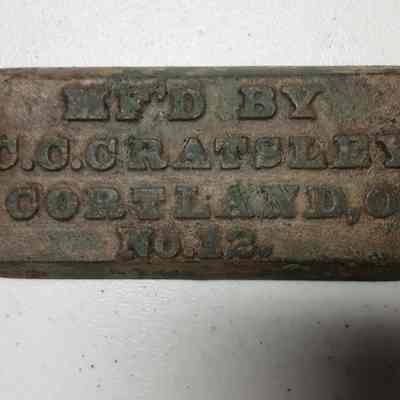 MF'D BY
C.C.CRATSLEY
CORTLAND, O
No. 12.